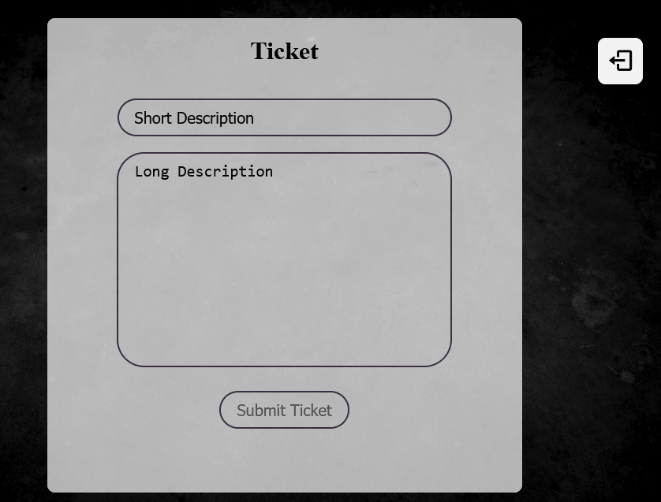 Ticket
Short Description
Long Description
Submit Ticket